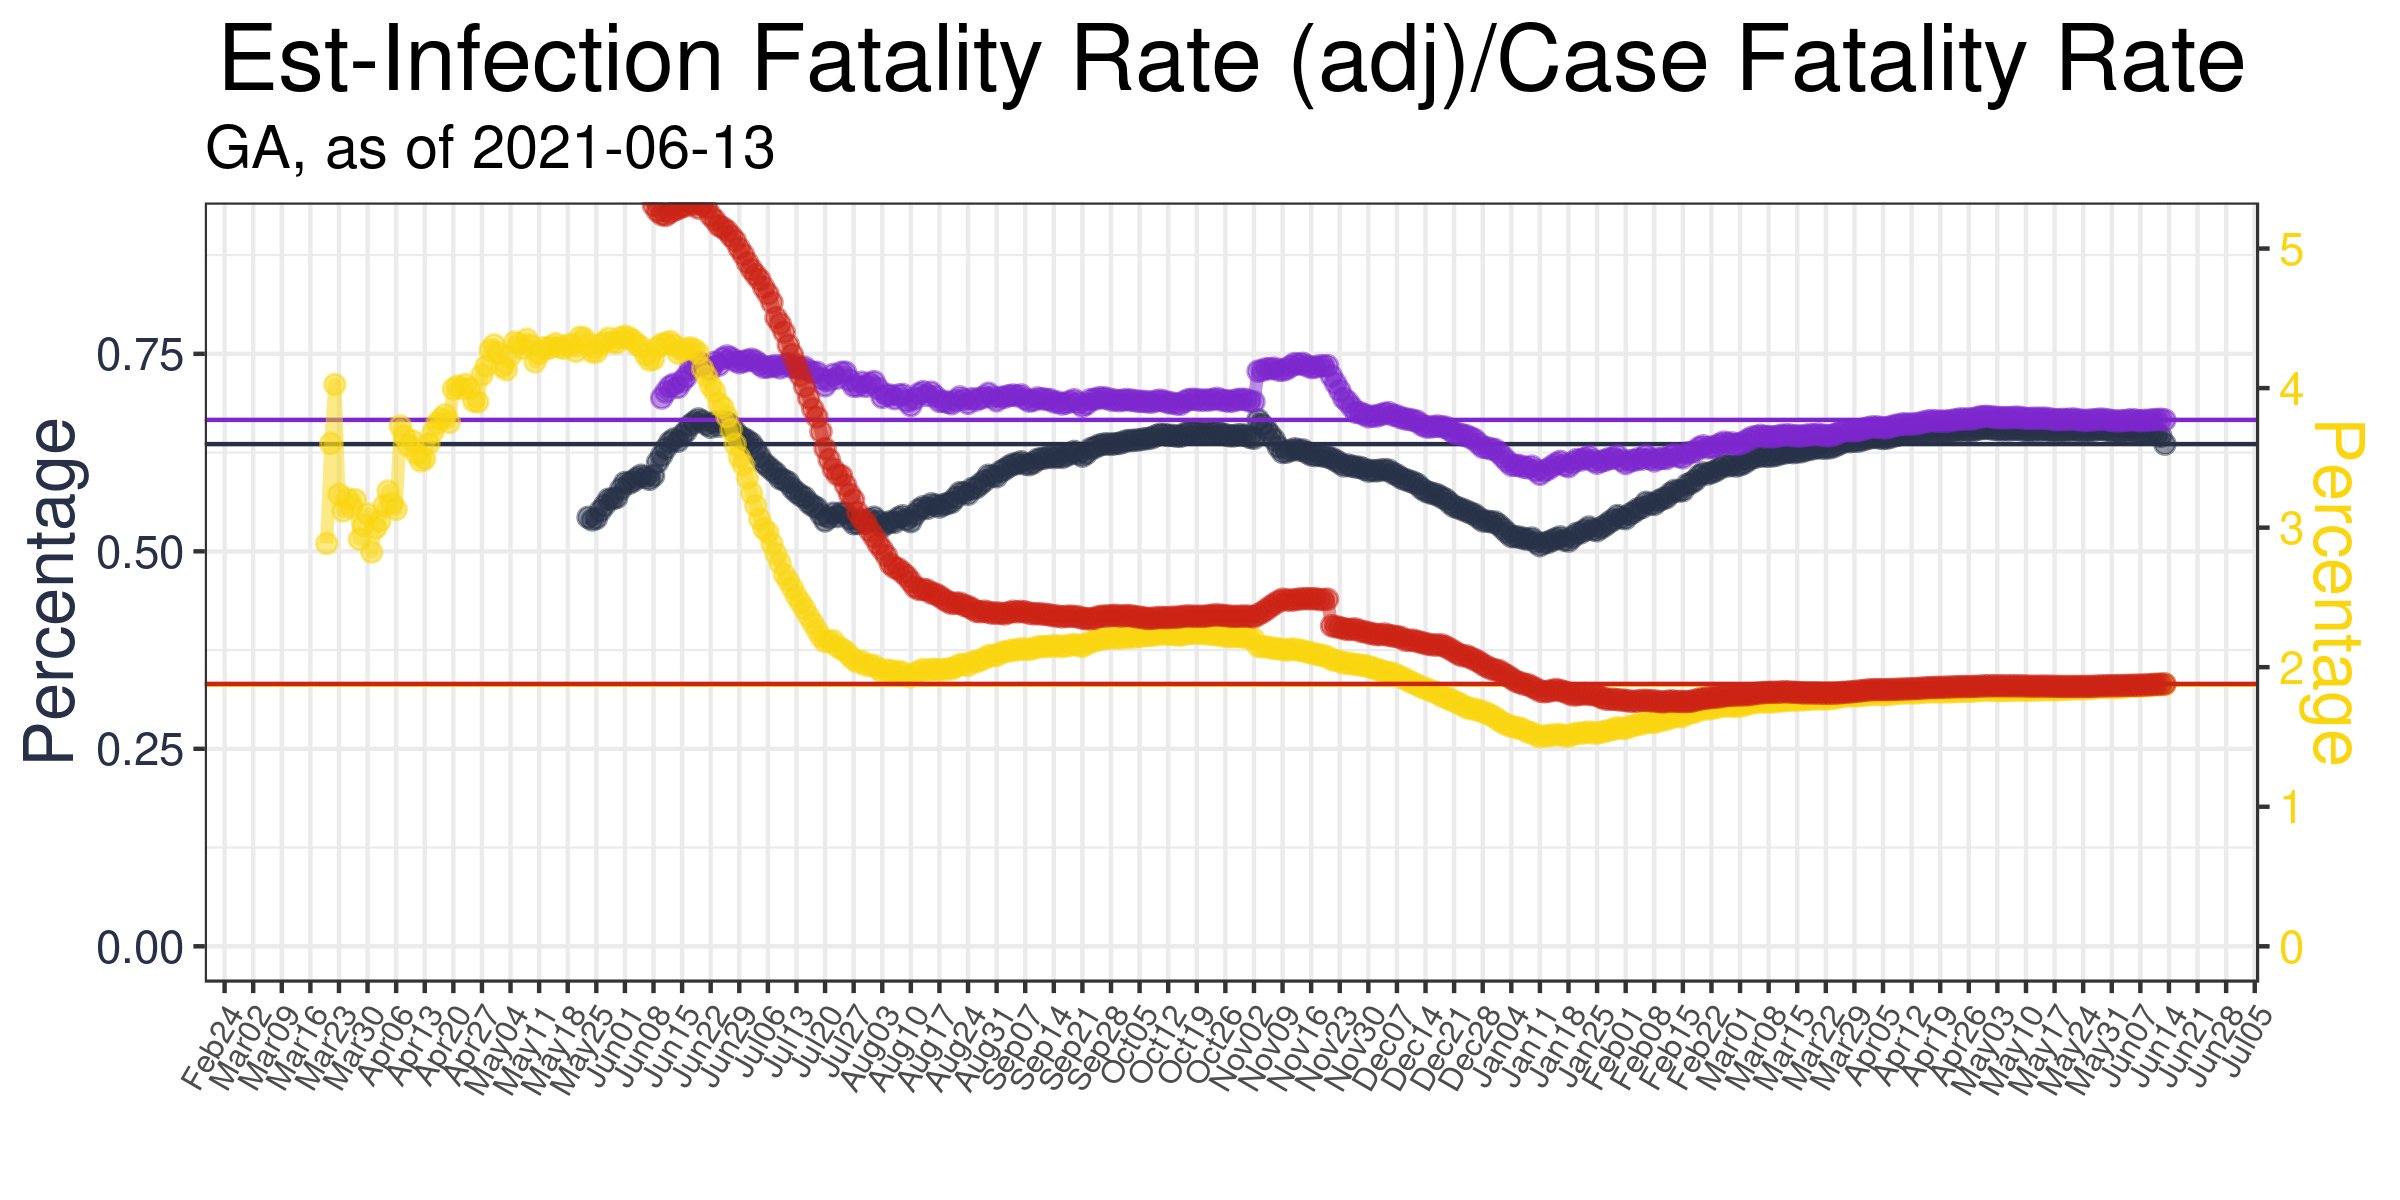 Est-Infection Fatality Rate (adj)/Case Fatality Rate
GA, as of 2021-06-13
Percentage
0.75
0.50
0.25
0.00
5
4
3
2
1
0
Percentage
Feb24
Mar02
Mar09
Mar16
Mar23
Mar30
Apr06
Apr13
Apr20
Apr27
May04
May11
May18
May25
Jun01
Jun08
Jun15
Jun22
Jun29
Jul06
Jul13
Jul20
Jul27
Aug03
Aug10
Aug17
Aug24
Aug31
Sep07
Sep14
Sep21
Sep28
Oct05
Oct12
Oct19
Oct26
Nov02
Nov09
Nov16
Nov23
Nov30
Dec07
Dec14
Dec21
Dec28
Jan04
Jan11
Jan18
Jan25
Feb01
Feb08
Feb15
Feb22
Mar01
Mar08
Mar15
Mar22
Mar29
Apr05
Apr12
Apr19
Apr26
May03
May10
May17
May24
May31
Jun07
Jun14
Jun21
Jun28
Jul05